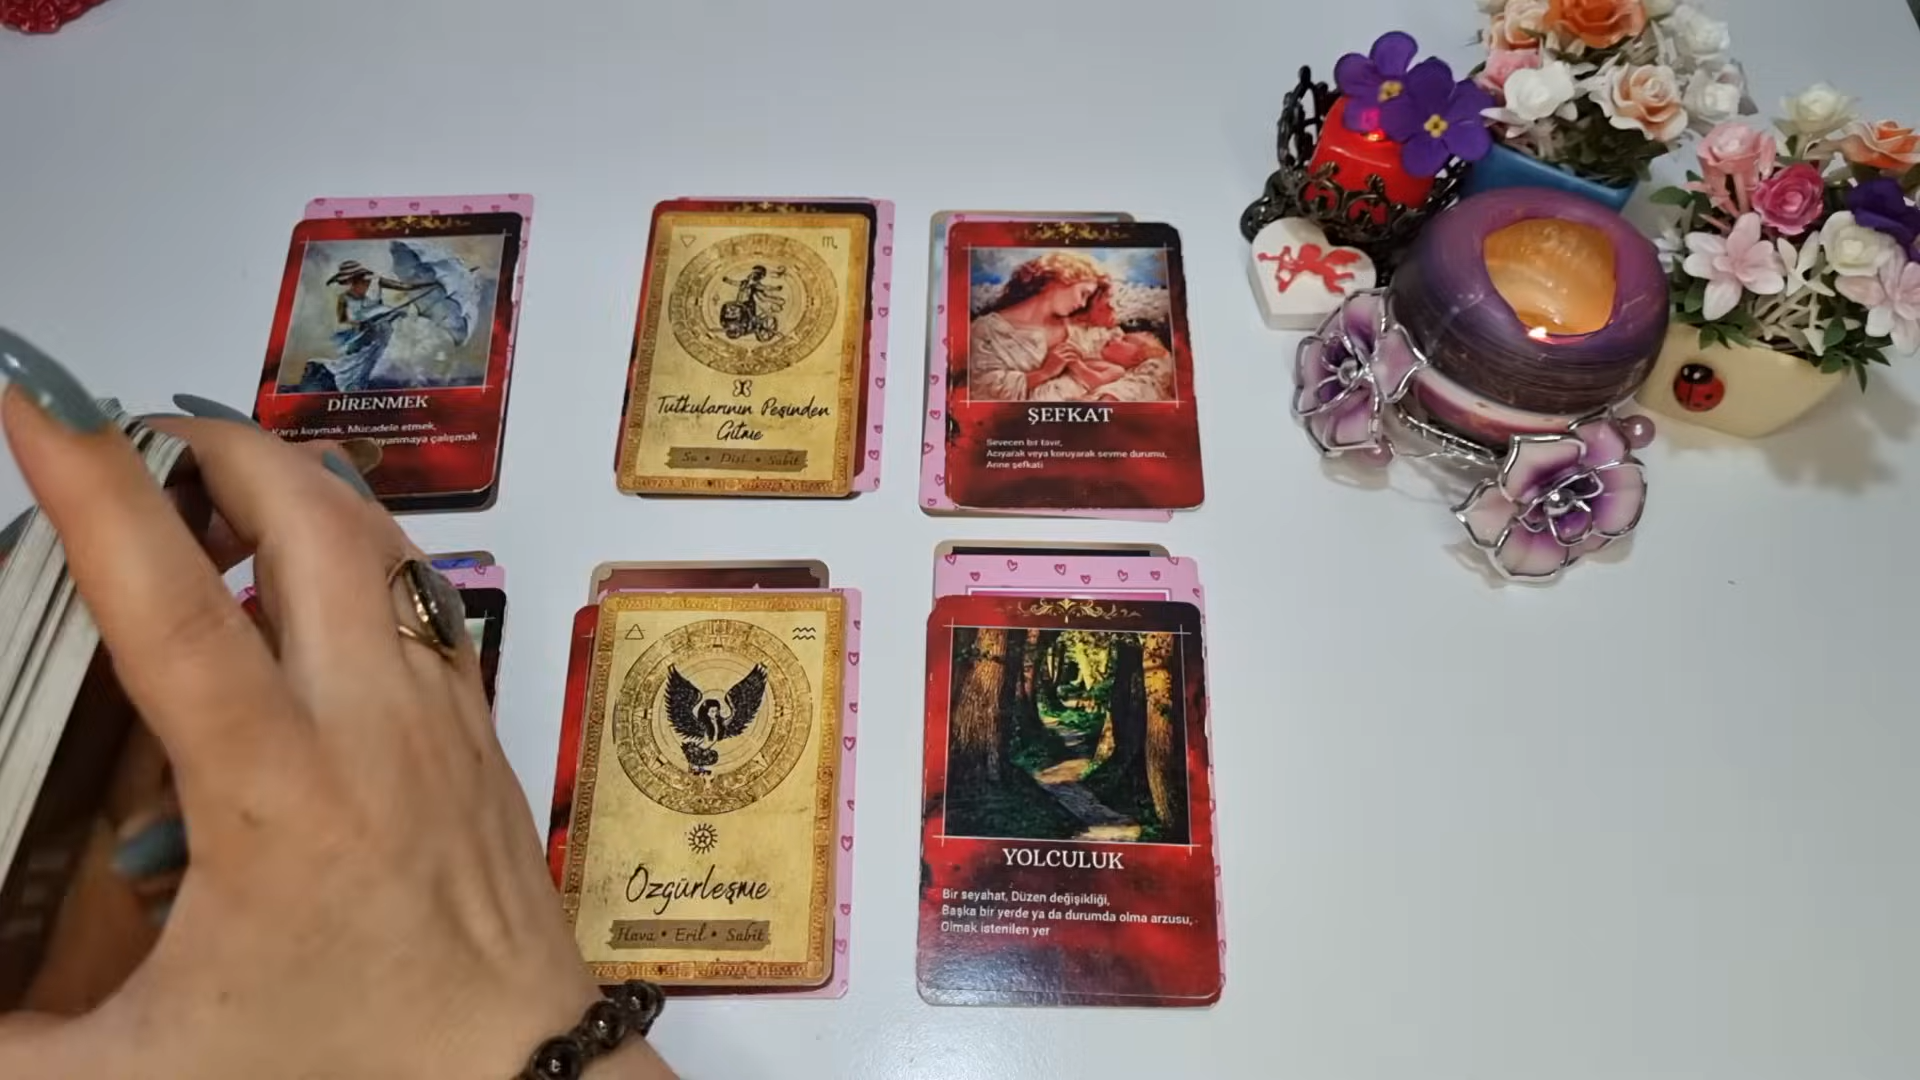 DİRENMEK
Karşı koymak, Mücadele etmek,
dayanmaya çalışmak
Tutkularının Peşinden
Gitme
Su • Dişil • Sabit
ŞEFKAT
Sevecen bir tavır,
Acıyarak veya koruyarak sevme durumu,
Anne şefkati
Özgürleşme
Hava • Eril • Sabit
YOLCULUK
Bir seyahat, Düzen değişikliği,
Başka bir yerde ya da durumda olma arzusu,
Olmak istenilen yer